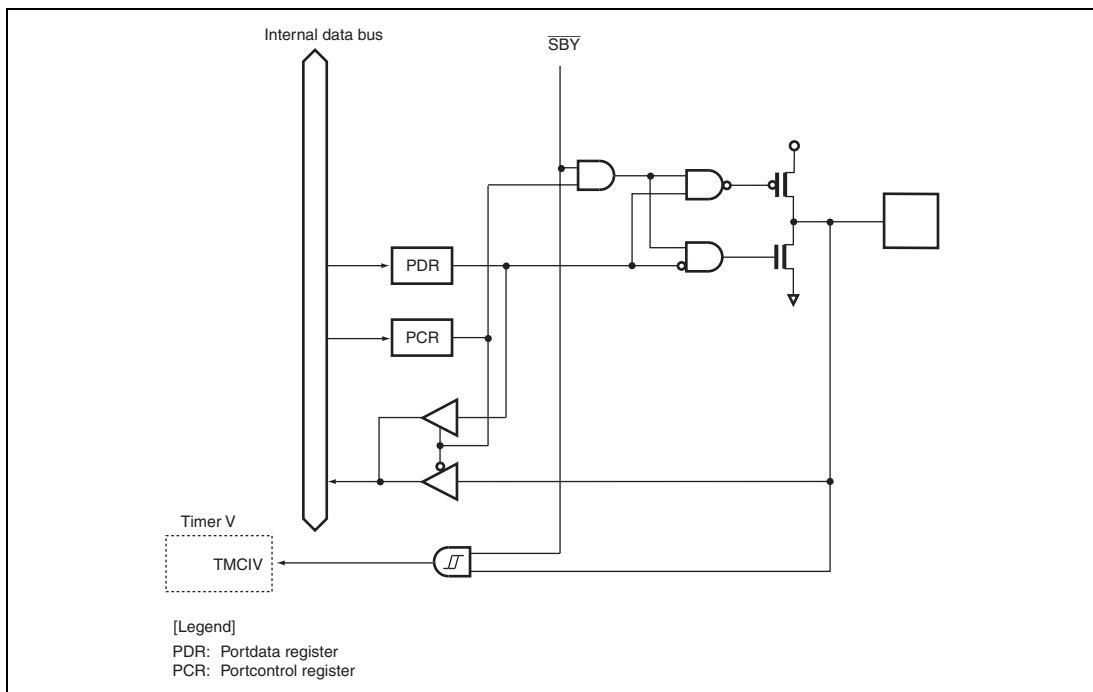 Internal data bus
SBY
PDR
PCR
Timer V
TMCIV
[Legend]
PDR: Portdata register
PCR: Portcontrol register